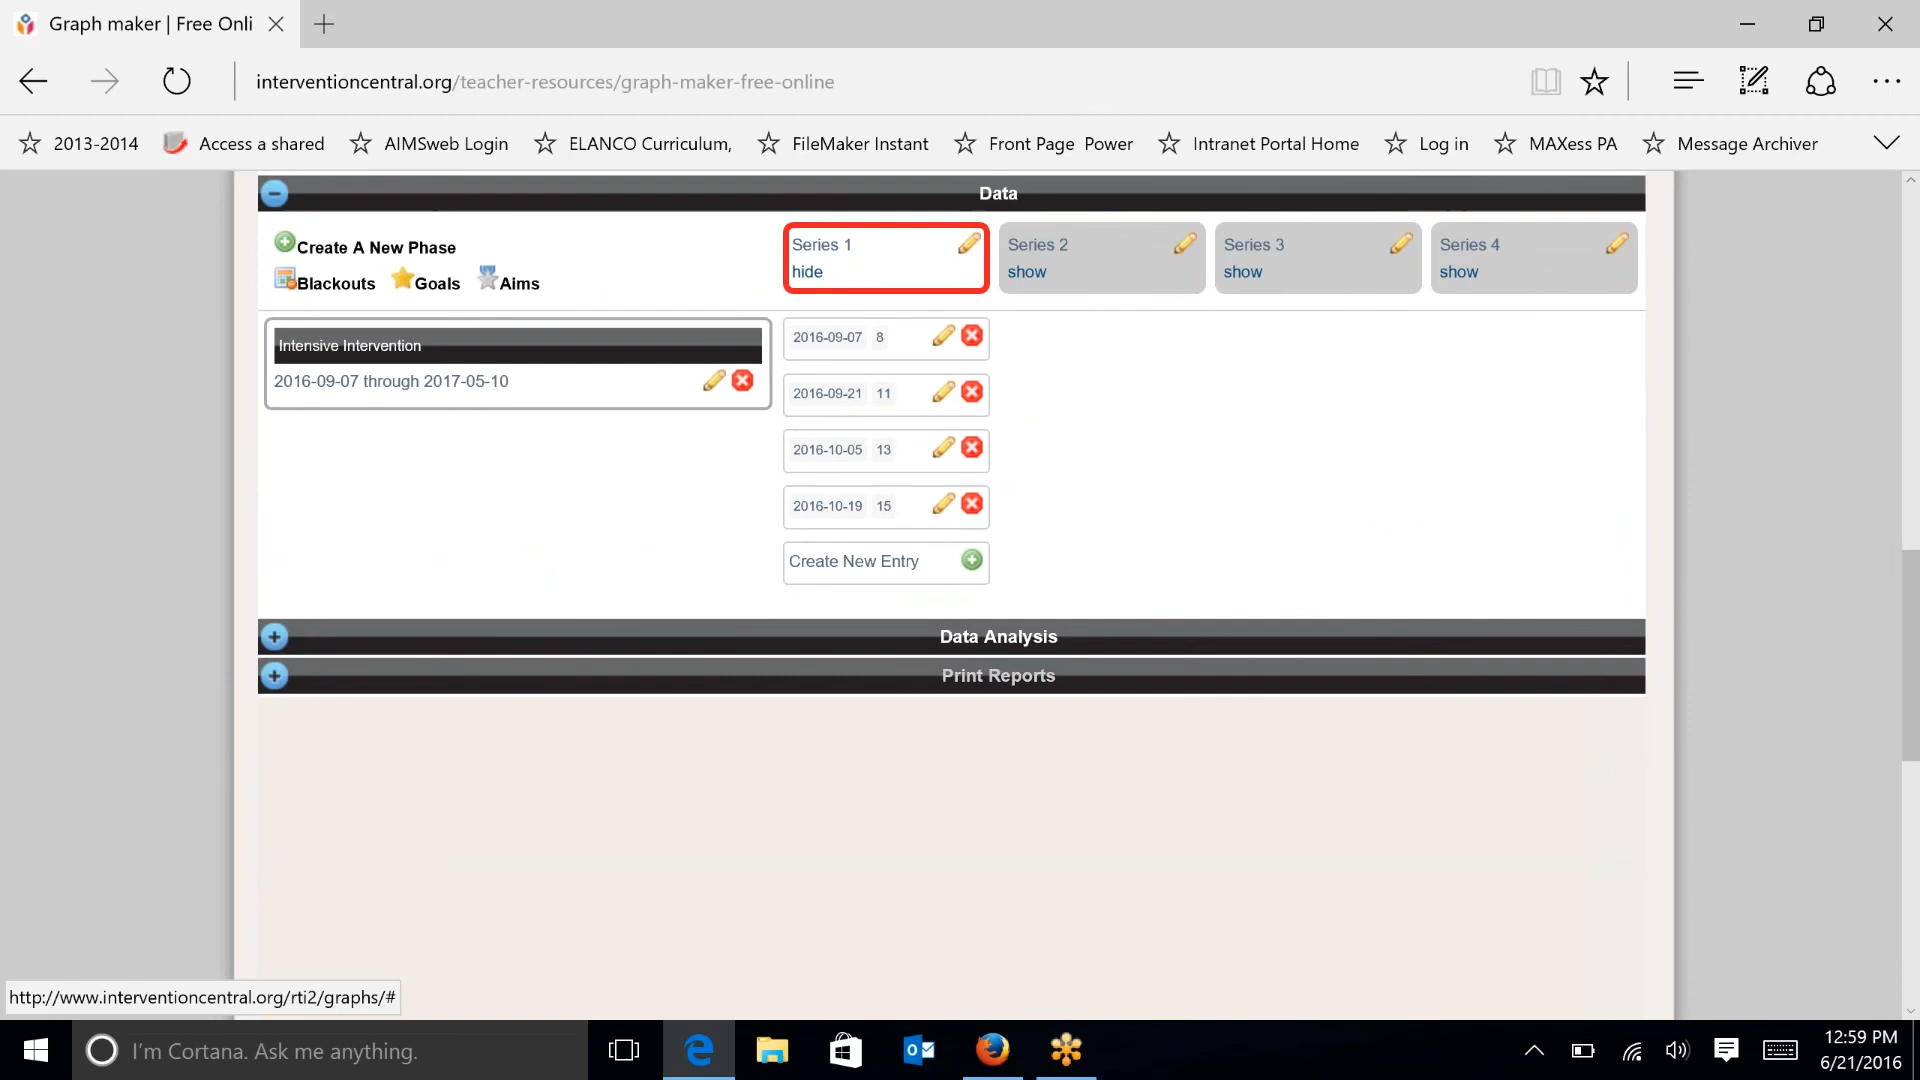 Graph maker | Free Onli
interventioncentral.org/teacher-resources/graph-maker-free-online
2013-2014 Access a shared AIMSweb Login ELANCO Curriculum, FileMaker Instant Front Page Power Intranet Portal Home Log in MAXess PA Message Archiver
Data
Create A New Phase
Blackouts Goals Aims
Series 1
hide
Series 2
show
Series 3
show
Series 4
show
Intensive Intervention
2016-09-07 through 2017-05-10
2016-09-07 8
2016-09-21 11
2016-10-05 13
2016-10-19 15
Create New Entry
Data Analysis
Print Reports
http://www.interventioncentral.org/rti2/graphs/#
I'm Cortana. Ask me anything.
12:59 PM
6/21/2016